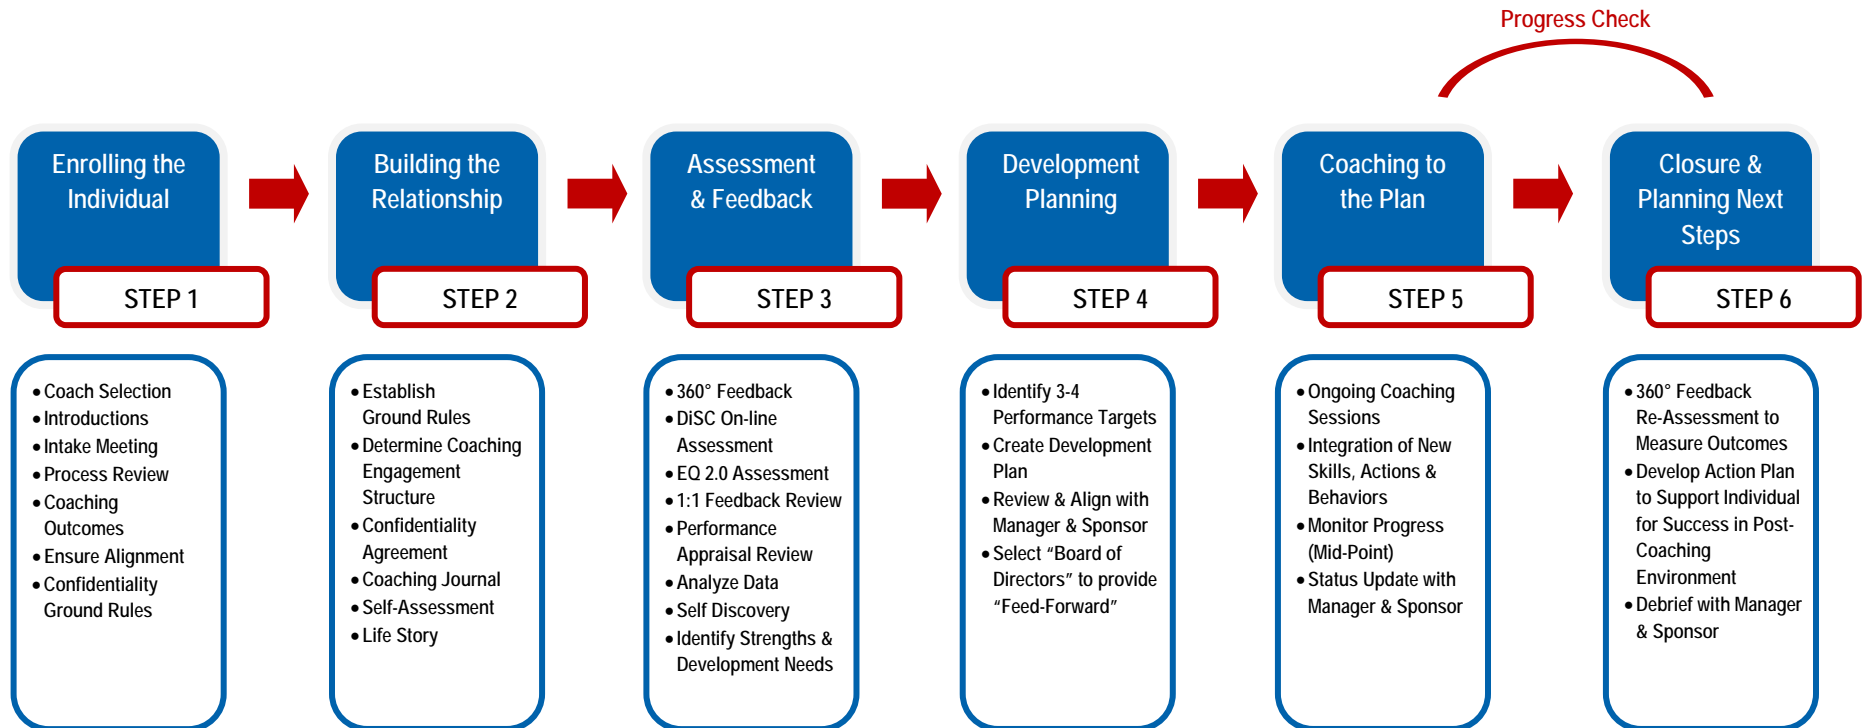 Progress Check
Enrolling the
Individual
STEP 1
Building the
Relationship
STEP 2
Assessment
& Feedback
STEP 3
Development
Planning
STEP 4
Coaching to
the Plan
STEP 5
Closure &
Planning Next
Steps
STEP 6
• Coach Selection
• Introductions
• Intake Meeting
• Process Review
• Coaching
Outcomes
• Ensure Alignment
• Confidentiality
Ground Rules
• Establish
Ground Rules
• Determine Coaching
Engagement
Structure
• Confidentiality
Agreement
• Coaching Journal
• Self-Assessment
• Life Story
• 360° Feedback
• DiSC On-line
Assessment
• EQ 2.0 Assessment
• 1:1 Feedback Review
• Performance
Appraisal Review
• Analyze Data
• Self Discovery
• Identify Strengths &
Development Needs
• Identify 3-4
Performance Targets
• Create Development
Plan
• Review & Align with
Manager & Sponsor
• Select “Board of
Directors” to provide
“Feed-Forward”
• Ongoing Coaching
Sessions
• Integration of New
Skills, Actions &
Behaviors
• Monitor Progress
(Mid-Point)
• Status Update with
Manager & Sponsor
• 360° Feedback
Re-Assessment to
Measure Outcomes
• Develop Action Plan
to Support Individual
for Success in Post-
Coaching
Environment
• Debrief with Manager
& Sponsor